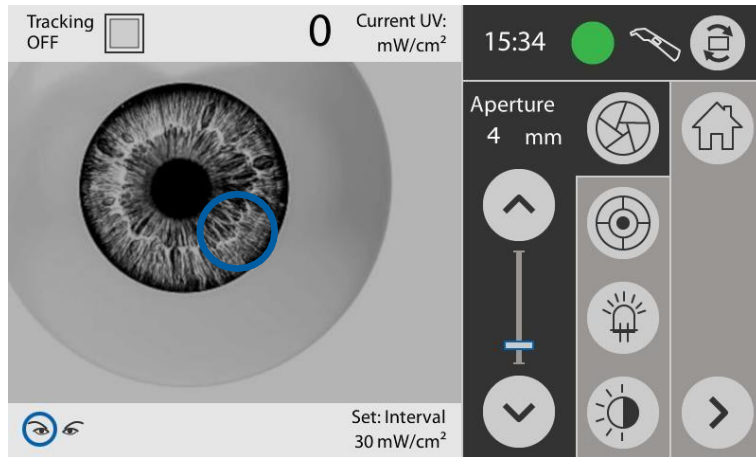 Tracking
OFF
0
Current UV:
mW/cm²
15:34
Aperture
4 mm
Set: Interval
30 mW/cm²